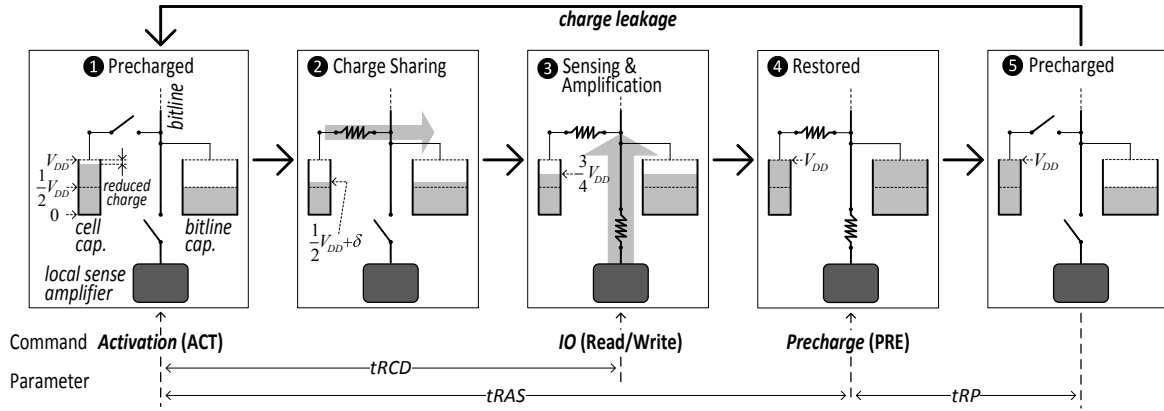 charge leakage
❶ Precharged
bitline
V_DD
1/2 V_DD
0
reduced
charge
cell
cap.
bitline
cap.
local sense
amplifier
❷ Charge Sharing
1/2 V_DD+δ
❸ Sensing &
Amplification
3/4 V_DD
❹ Restored
V_DD
❺ Precharged
V_DD
Command Activation (ACT) IO (Read/Write) Precharge (PRE)
Parameter
tRCD
tRAS tRP